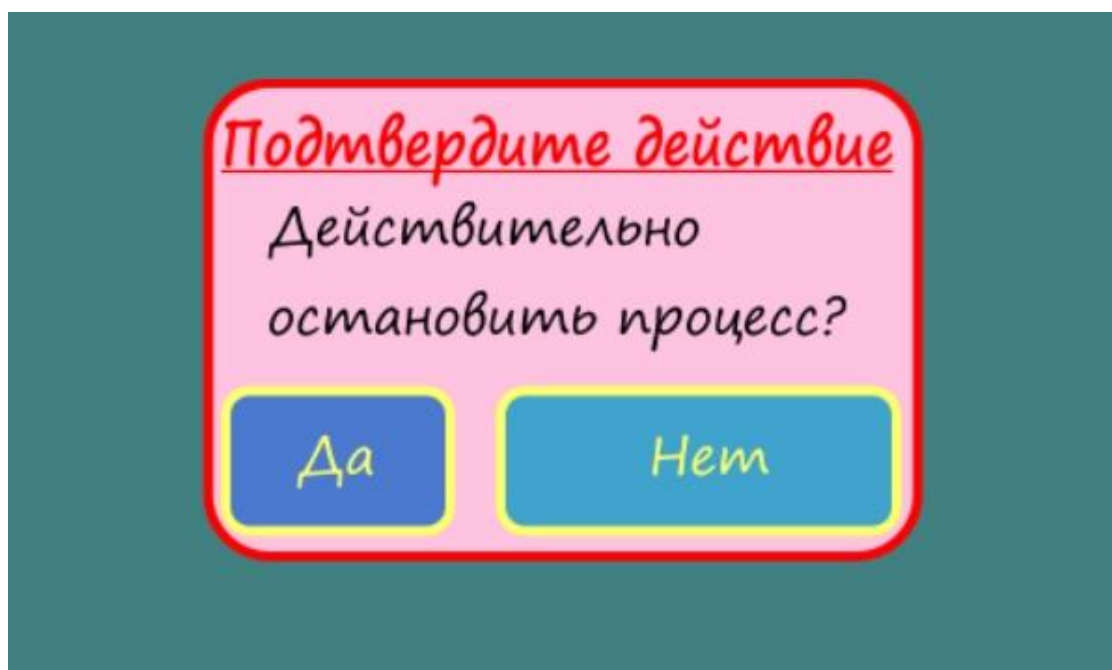 Подтвердите действие
Действительно
остановить процесс?
Да
Нет